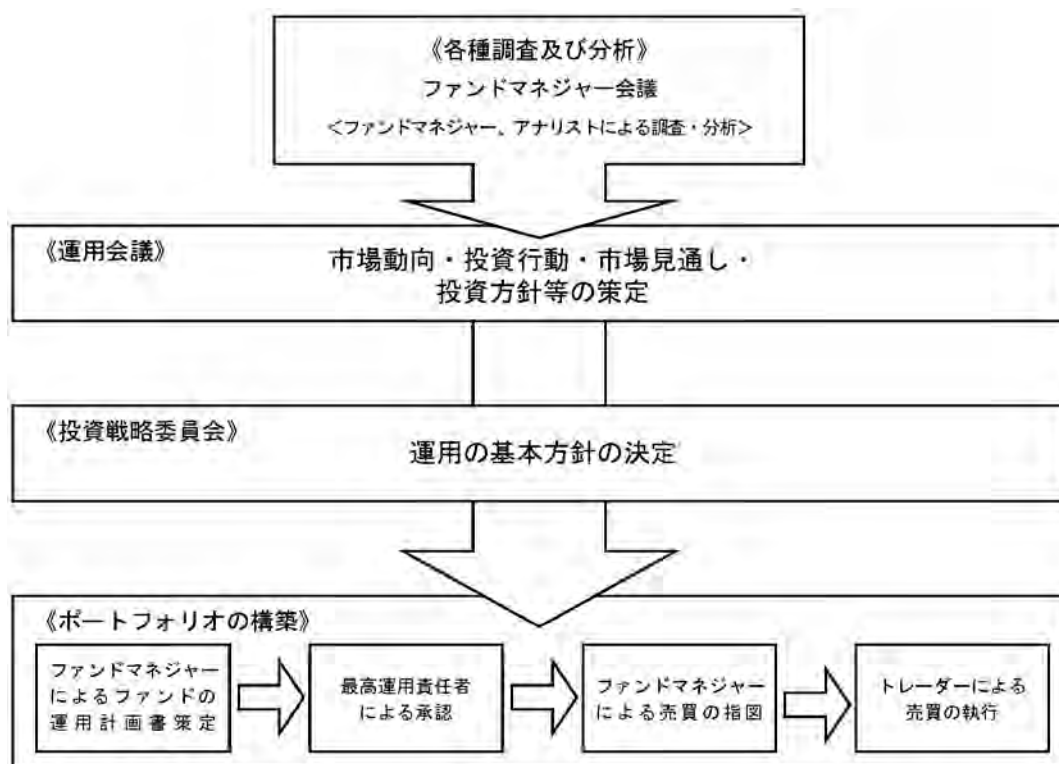 《各種調査及び分析》
ファンドマネジャー会議
<ファンドマネジャー、アナリストによる調査・分析>
《運用会議》
市場動向・投資行動・市場見通し・
投資方針等の策定
《投資戦略委員会》
運用の基本方針の決定
《ポートフォリオの構築》
ファンドマネジャー
によるファンドの
運用計画書策定
最高運用責任者
による承認
ファンドマネジャー
による売買の指図
トレーダーによる
売買の執行